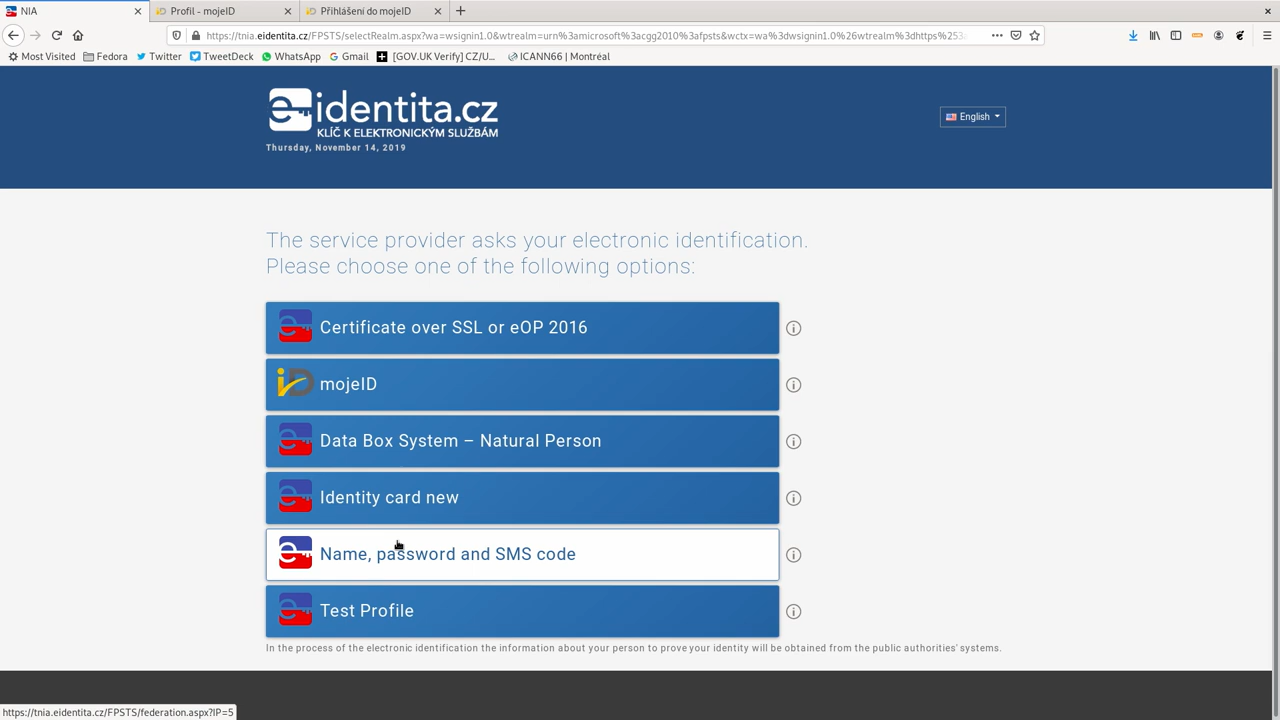 NIA
Profil - mojeID
Přihlášení do mojeID
https://tnia.eidentita.cz/FPSTS/selectRealm.aspx?wa=wsignin1.0&wtrealm=urn%3amicrosoft%3acgg2010%3afpsts&wctx=wa%3dwsignin1.0%26wtrealm%3dhttps%253a
Most Visited
Fedora
Twitter
TweetDeck
WhatsApp
Gmail
[GOV.UK Verify] CZ/U...
ICANN66 | Montréal
e identita.cz
KLÍČ K ELEKTRONICKÝM SLUŽBÁM
Thursday, November 14, 2019
English
The service provider asks your electronic identification.
Please choose one of the following options:
Certificate over SSL or eOP 2016
mojeID
Data Box System – Natural Person
Identity card new
Name, password and SMS code
Test Profile
In the process of the electronic identification the information about your person to prove your identity will be obtained from the public authorities' systems.
https://tnia.eidentita.cz/FPSTS/federation.aspx?IP=5